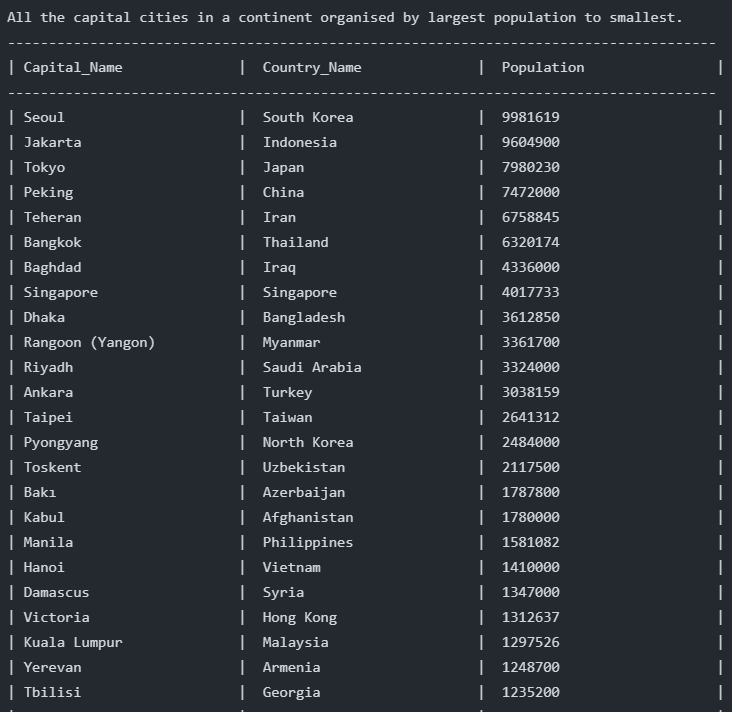 All the capital cities in a continent organised by largest population to smallest.
--------------------------------------------------------------------------------------
| Capital_Name | Country_Name | Population |
--------------------------------------------------------------------------------------
| Seoul | South Korea | 9981619 |
| Jakarta | Indonesia | 9604900 |
| Tokyo | Japan | 7980230 |
| Peking | China | 7472000 |
| Teheran | Iran | 6758845 |
| Bangkok | Thailand | 6320174 |
| Baghdad | Iraq | 4336000 |
| Singapore | Singapore | 4017733 |
| Dhaka | Bangladesh | 3612850 |
| Rangoon (Yangon) | Myanmar | 3361700 |
| Riyadh | Saudi Arabia | 3324000 |
| Ankara | Turkey | 3038159 |
| Taipei | Taiwan | 2641312 |
| Pyongyang | North Korea | 2484000 |
| Toskent | Uzbekistan | 2117500 |
| Bakı | Azerbaijan | 1787800 |
| Kabul | Afghanistan | 1780000 |
| Manila | Philippines | 1581082 |
| Hanoi | Vietnam | 1410000 |
| Damascus | Syria | 1347000 |
| Victoria | Hong Kong | 1312637 |
| Kuala Lumpur | Malaysia | 1297526 |
| Yerevan | Armenia | 1248700 |
| Tbilisi | Georgia | 1235200 |